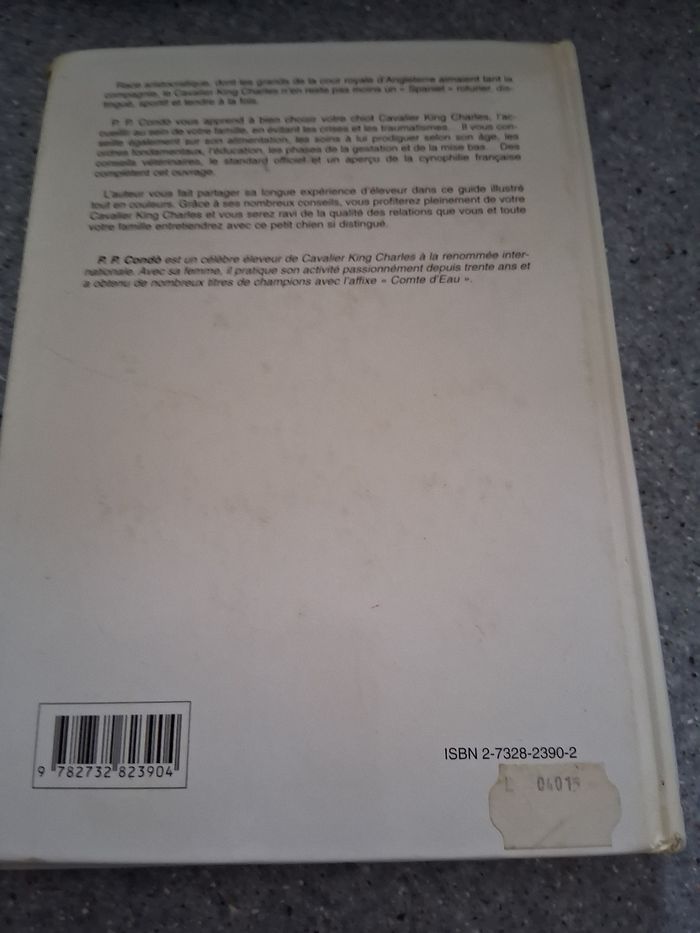 Race aristocratique, dont les grands de la cour royale d'Angleterre aimaient tant la
compagnie, le Cavalier King Charles n'en reste pas moins un « Spaniel » roturier, dis-
tingué, sportif et tendre à la fois.
P. P. Condò vous apprend à bien choisir votre chiot Cavalier King Charles, l'ac-
cueillir au sein de votre famille, en évitant les crises et les traumatismes... Il vous con-
seille également sur son alimentation, les soins à lui prodiguer selon son âge, les
ordres fondamentaux, l'éducation, les phases de la gestation et de la mise bas... Des
conseils vétérinaires, le standard officiel et un aperçu de la cynophilie française
complètent cet ouvrage.
L'auteur vous fait partager sa longue expérience d'éleveur dans ce guide illustré
tout en couleurs. Grâce à ses nombreux conseils, vous profiterez pleinement de votre
Cavalier King Charles et vous serez ravi de la qualité des relations que vous et toute
votre famille entretiendrez avec ce petit chien si distingué.
P. P. Condò est un célèbre éleveur de Cavalier King Charles à la renommée inter-
nationale. Avec sa femme, il pratique son activité passionnément depuis trente ans et
a obtenu de nombreux titres de champions avec l'affixe « Comte d'Eau ».
ISBN 2-7328-2390-2
9 782732 823904
L 04015